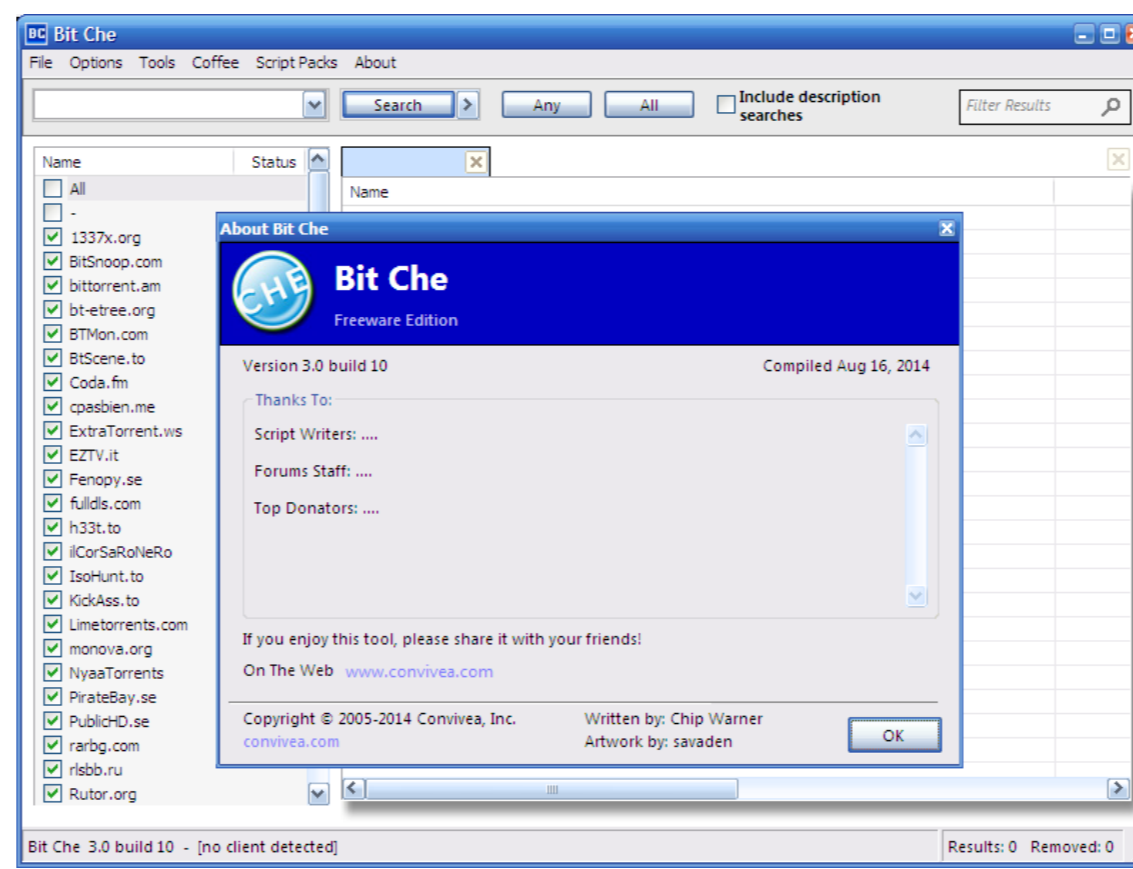 BC Bit Che
File Options Tools Coffee Script Packs About
Search > Any All Include description searches Filter Results
Name Status
All
-
1337x.org
BitSnoop.com
bittorrent.am
bt-etree.org
BTMon.com
BtScene.to
Coda.fm
cpasbien.me
ExtraTorrent.ws
EZTV.it
Fenopy.se
fulldls.com
h33t.to
ilCorSaRoNeRo
IsoHunt.to
KickAss.to
Limetorrents.com
monova.org
NyaaTorrents
PirateBay.se
PublicHD.se
rarbg.com
rlsbb.ru
Rutor.org
Name
About Bit Che
CHE
Bit Che
Freeware Edition
Version 3.0 build 10 Compiled Aug 16, 2014
Thanks To:
Script Writers: ....
Forums Staff: ....
Top Donators: ....
If you enjoy this tool, please share it with your friends!
On The Web www.convivea.com
Copyright © 2005-2014 Convivea, Inc. Written by: Chip Warner
convivea.com Artwork by: savaden
OK
Bit Che 3.0 build 10 - [no client detected] Results: 0 Removed: 0